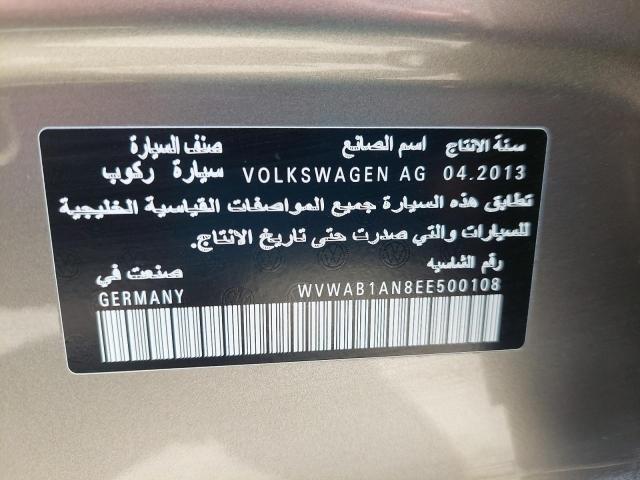 سنة الانتاج اسم الصانع صنف السيارة
04.2013 VOLKSWAGEN AG سيارة ركوب
تطابق هذه السيارة جميع المواصفات القياسية الخليجية
للسيارات والتي صدرت حتى تاريخ الانتاج.
رقم الشاسيه صنعت في
WVWAB1AN8EE500108 GERMANY